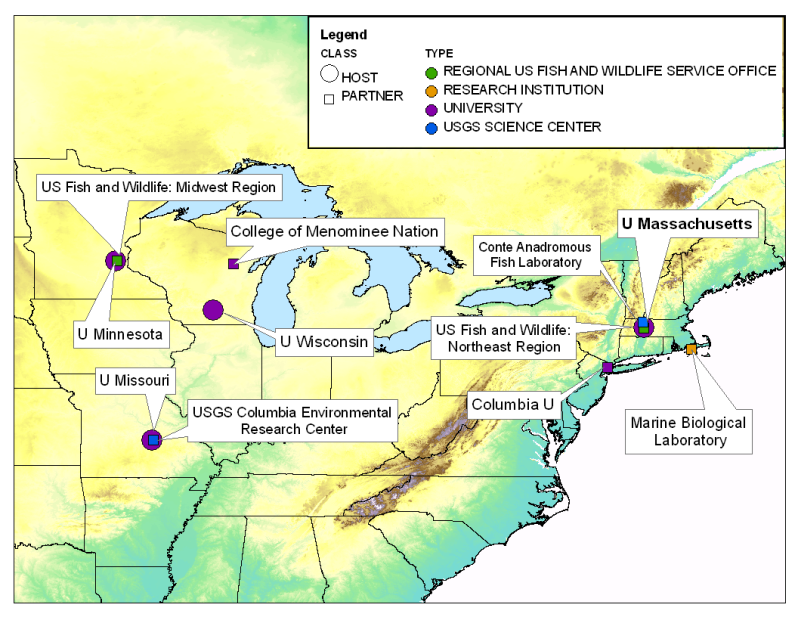 Legend
CLASS
HOST
PARTNER
TYPE
REGIONAL US FISH AND WILDLIFE SERVICE OFFICE
RESEARCH INSTITUTION
UNIVERSITY
USGS SCIENCE CENTER
US Fish and Wildlife: Midwest Region
College of Menominee Nation
U Massachusetts
Conte Anadromous
Fish Laboratory
U Minnesota
U Wisconsin
US Fish and Wildlife:
Northeast Region
U Missouri
USGS Columbia Environmental
Research Center
Columbia U
Marine Biological
Laboratory